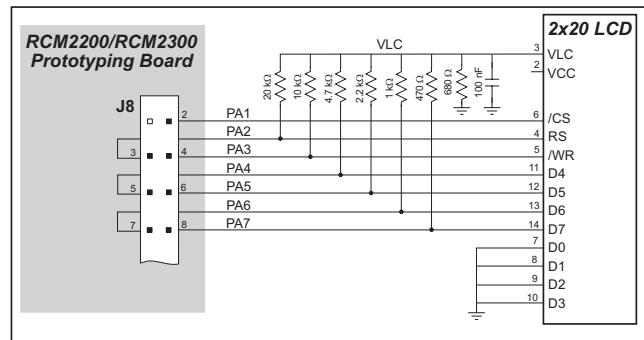 RCM2200/RCM2300
Prototyping Board
J8
2x20 LCD
VLC
3 VLC
2 VCC
20 kΩ
10 kΩ
4.7 kΩ
2.2 kΩ
1 kΩ
470 Ω
680 Ω
100 nF
2 PA1 6 /CS
PA2 4 RS
3 4 PA3 5 /WR
PA4 11 D4
5 6 PA5 12 D5
PA6 13 D6
7 8 PA7 14 D7
7 D0
8 D1
9 D2
10 D3